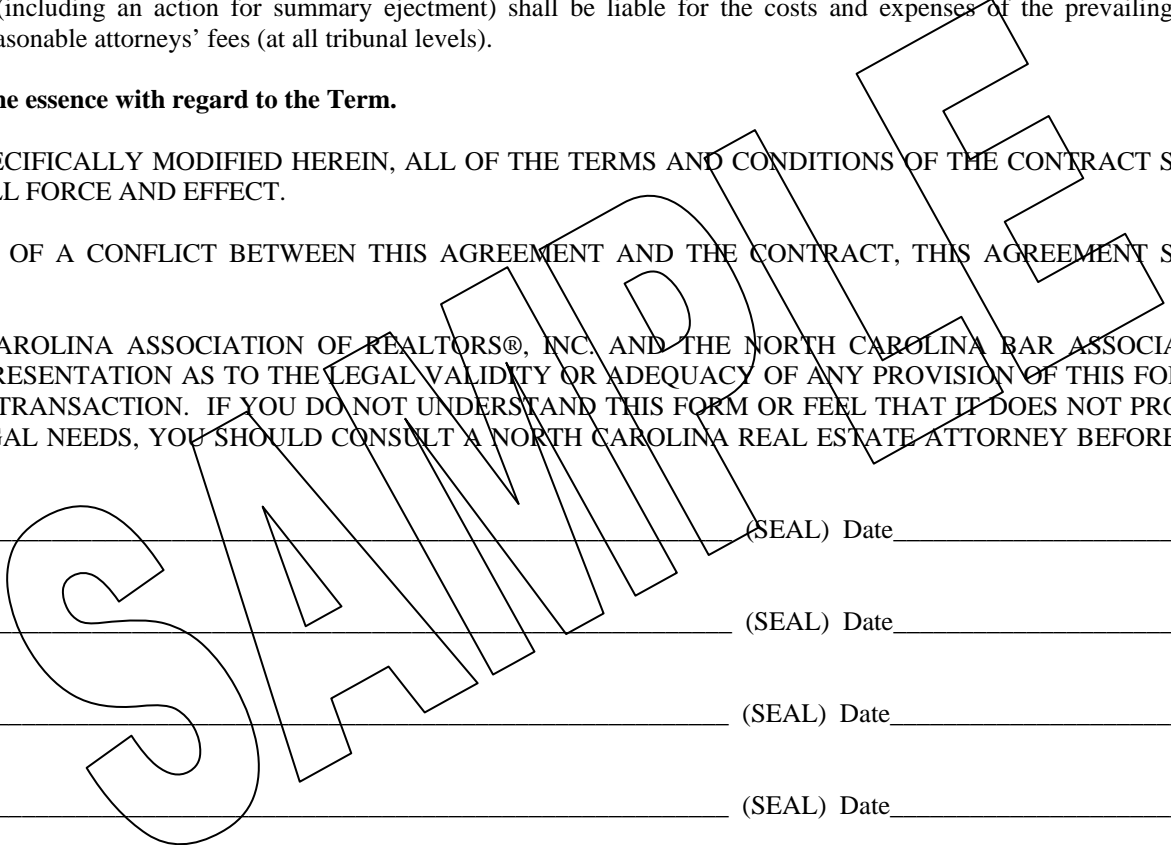 (including an action for summary ejectment) shall be liable for the costs and expenses of the prevailing
asonable attorneys’ fees (at all tribunal levels).
ne essence with regard to the Term.
ECIFICALLY MODIFIED HEREIN, ALL OF THE TERMS AND CONDITIONS OF THE CONTRACT S
LL FORCE AND EFFECT.
OF A CONFLICT BETWEEN THIS AGREEMENT AND THE CONTRACT, THIS AGREEMENT S
AROLINA ASSOCIATION OF REALTORS®, INC. AND THE NORTH CAROLINA BAR ASSOCIA
RESENTATION AS TO THE LEGAL VALIDITY OR ADEQUACY OF ANY PROVISION OF THIS FOR
TRANSACTION. IF YOU DO NOT UNDERSTAND THIS FORM OR FEEL THAT IT DOES NOT PRO
GAL NEEDS, YOU SHOULD CONSULT A NORTH CAROLINA REAL ESTATE ATTORNEY BEFORE
(SEAL) Date
(SEAL) Date
(SEAL) Date
(SEAL) Date
SAMPLE